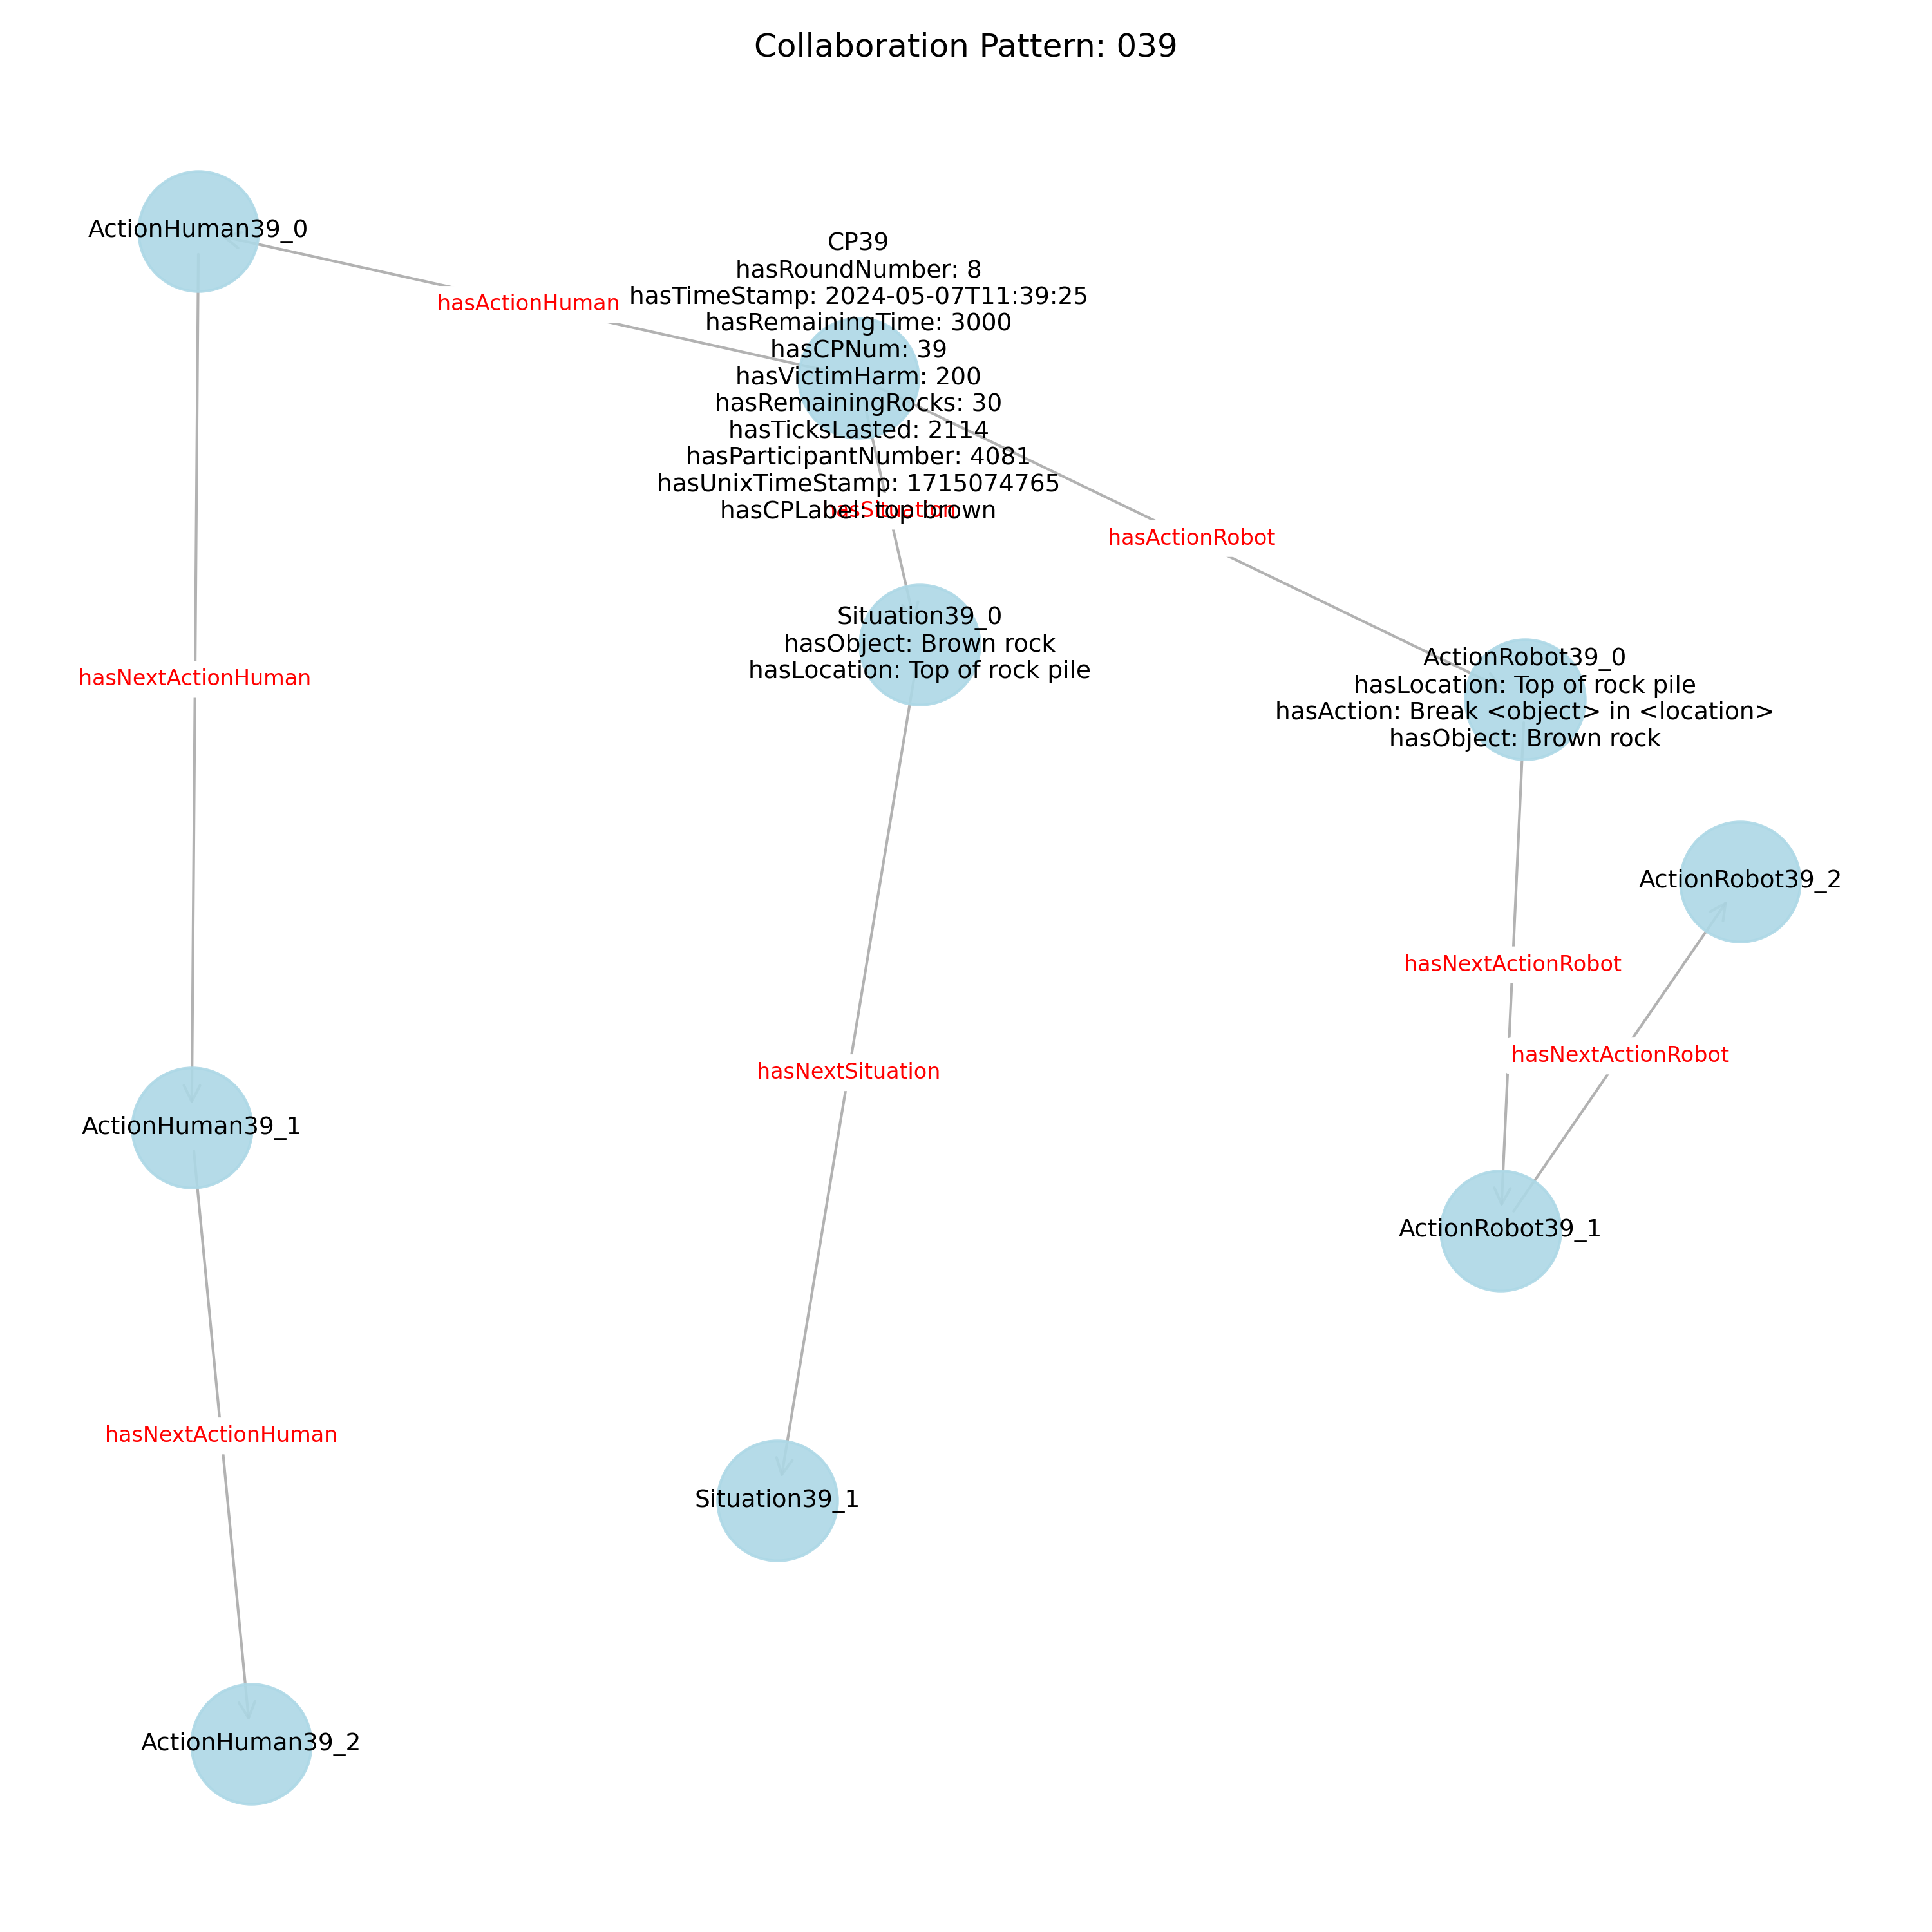 Collaboration Pattern: 039
ActionHuman39_0
CP39
hasRoundNumber: 8
hasTimeStamp: 2024-05-07T11:39:25
hasRemainingTime: 3000
hasCPNum: 39
hasVictimHarm: 200
hasRemainingRocks: 30
hasTicksLasted: 2114
hasParticipantNumber: 4081
hasUnixTimeStamp: 1715074765
hasCPLabel: top brown
hasActionHuman
hasSituation
hasActionRobot
Situation39_0
hasObject: Brown rock
hasLocation: Top of rock pile
ActionRobot39_0
hasLocation: Top of rock pile
hasAction: Break <object> in <location>
hasObject: Brown rock
hasNextActionHuman
ActionRobot39_2
hasNextActionRobot
hasNextActionRobot
hasNextSituation
ActionHuman39_1
ActionRobot39_1
hasNextActionHuman
Situation39_1
ActionHuman39_2